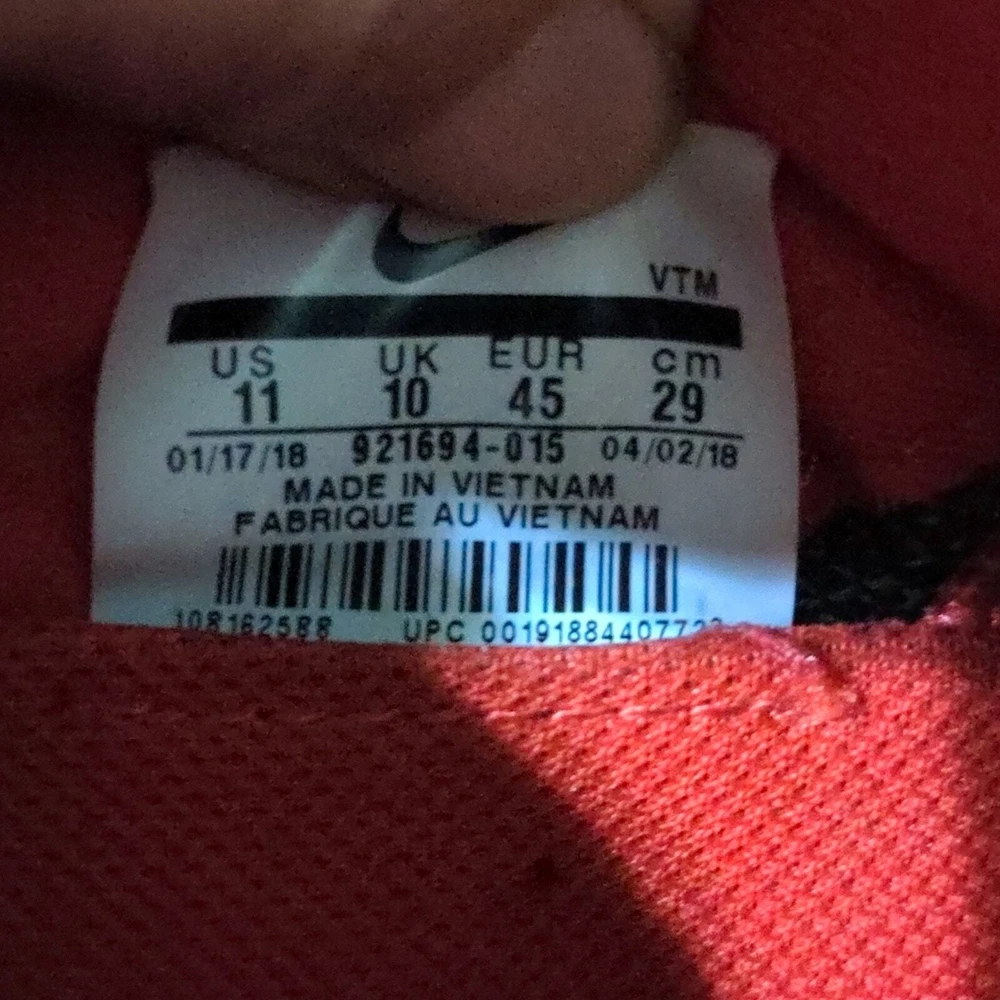 VTM
US UK EUR cm
11 10 45 29
01/17/18 921694-015 04/02/18
MADE IN VIETNAM
FABRIQUE AU VIETNAM
108162588 UPC